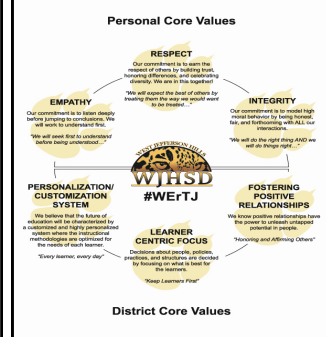 Personal Core Values
RESPECT
Our commitment is to earn the
respect of others by building trust,
honoring differences, and celebrating
diversity. We are in this together!
"We will expect the best of others by
treating them the way we would want
to be treated…"
EMPATHY
Our commitment is to listen deeply
before jumping to conclusions. We
will work to understand first.
"We will seek first to understand
before being understood…"
INTEGRITY
Our commitment is to model high
moral behavior by being honest,
fair, and forthcoming with ALL our
interactions.
"We will do the right thing AND we
will do things right…"
WEST JEFFERSON HILLS
WJHSD
#WErTJ
PERSONALIZATION/
CUSTOMIZATION
SYSTEM
We believe that the future of
education will be characterized by
a customized and highly personalized
system where the instructional
methodologies are optimized for
the needs of each learner.
"Every learner, every day"
FOSTERING
POSITIVE
RELATIONSHIPS
We know positive relationships have
the power to unleash untapped
potential in people.
"Honoring and Affirming Others"
LEARNER
CENTRIC FOCUS
Decisions about people, policies,
practices, and structures are decided
by focusing on what is best for
the learners.
"Keep Learners First"
District Core Values